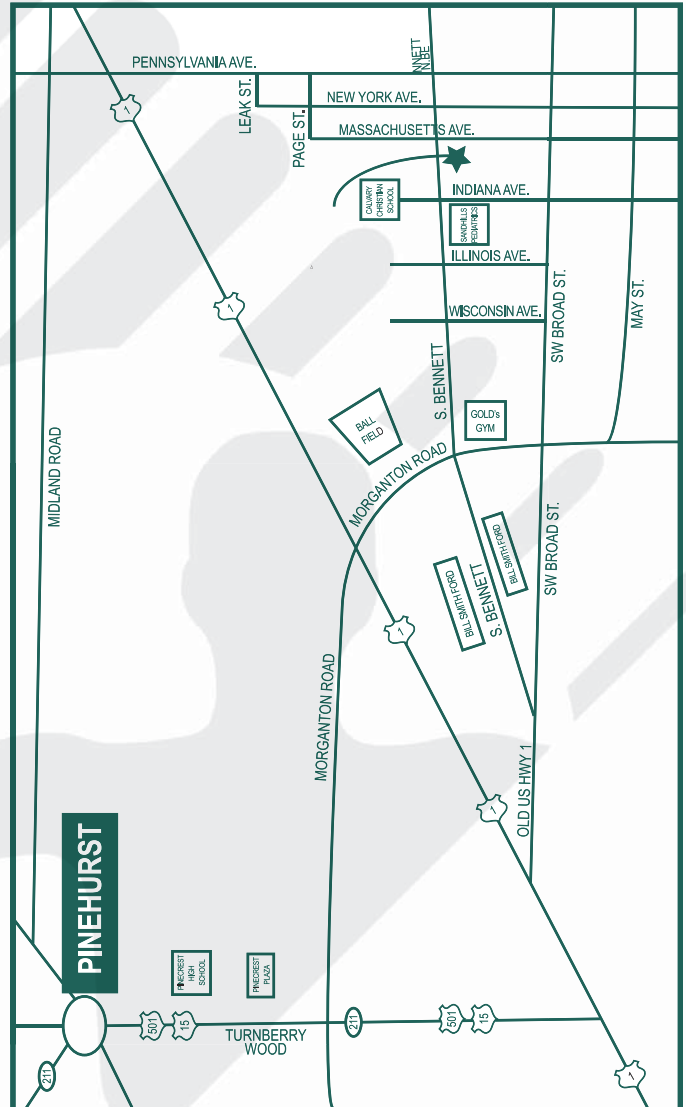 PENNSYLVANIA AVE.
NNETT
N.BE
1
LEAK ST.
NEW YORK AVE.
PAGE ST.
MASSACHUSETTS AVE.
CALVARY
CHRISTIAN
SCHOOL
INDIANA AVE.
SANDHILLS
PEDIATRICS
ILLINOIS AVE.
1
WISCONSIN AVE.
SW BROAD ST.
MAY ST.
S. BENNETT
BALL
FIELD
GOLD's
GYM
MIDLAND ROAD
MORGANTON ROAD
BILL SMITH FORD
SW BROAD ST.
BILL SMITH FORD
S. BENNETT
1
MORGANTON ROAD
1
OLD US HWY 1
PINEHURST
PINECREST
HIGH
SCHOOL
PINECREST
PLAZA
501
15
TURNBERRY
WOOD
211
501
15
211
1